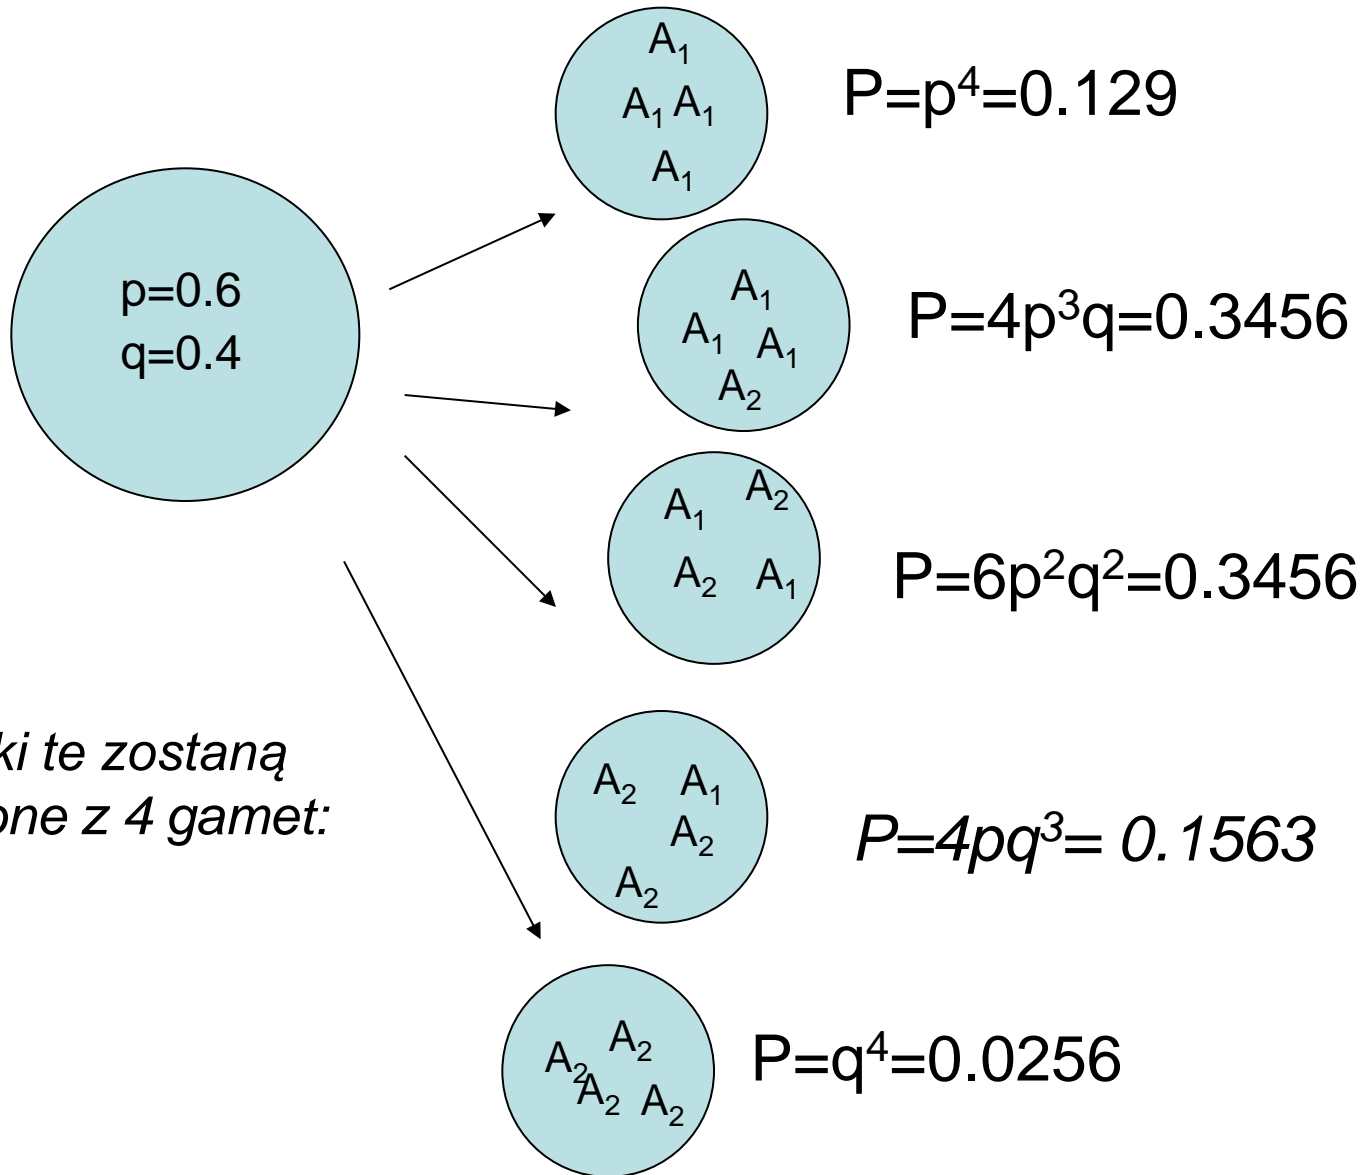 A₁
A₁ A₁
A₁
P=p⁴=0.129
p=0.6
q=0.4
A₁
A₁ A₁
A₂
P=4p³q=0.3456
A₁ A₂
A₂ A₁
P=6p²q²=0.3456
ki te zostaną
one z 4 gamet:
A₂ A₁
A₂
A₂
P=4pq³= 0.1563
A₂ A₂
A₂ A₂
P=q⁴=0.0256